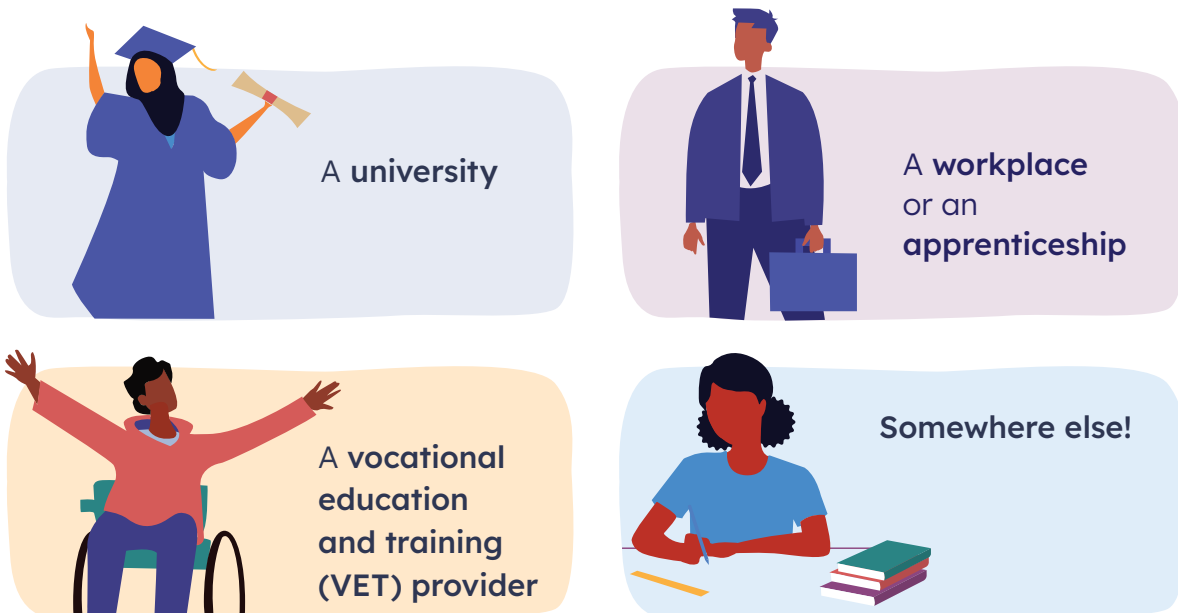 A university
A workplace
or an
apprenticeship
A vocational
education
and training
(VET) provider
Somewhere else!